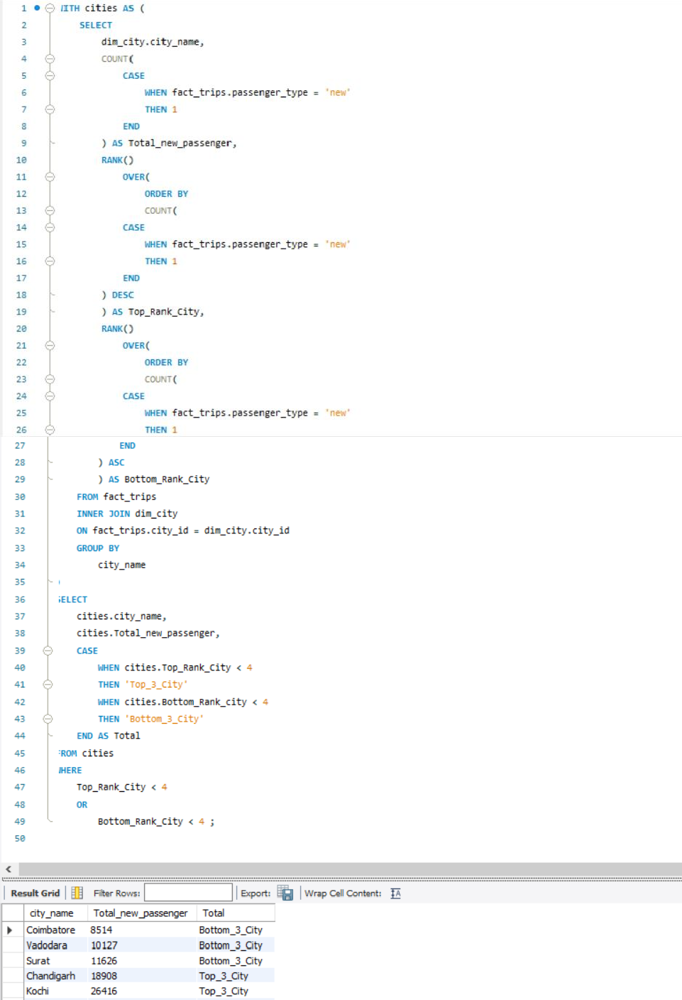 1 WITH cities AS (
2 SELECT
3 dim_city.city_name,
4 COUNT(
5 CASE
6 WHEN fact_trips.passenger_type = 'new'
7 THEN 1
8 END
9 ) AS Total_new_passenger,
10 RANK()
11 OVER(
12 ORDER BY
13 COUNT(
14 CASE
15 WHEN fact_trips.passenger_type = 'new'
16 THEN 1
17 END
18 ) DESC
19 ) AS Top_Rank_City,
20 RANK()
21 OVER(
22 ORDER BY
23 COUNT(
24 CASE
25 WHEN fact_trips.passenger_type = 'new'
26 THEN 1
27 END
28 ) ASC
29 ) AS Bottom_Rank_City
30 FROM fact_trips
31 INNER JOIN dim_city
32 ON fact_trips.city_id = dim_city.city_id
33 GROUP BY
34 city_name
35 )
36 SELECT
37 cities.city_name,
38 cities.Total_new_passenger,
39 CASE
40 WHEN cities.Top_Rank_City < 4
41 THEN 'Top_3_City'
42 WHEN cities.Bottom_Rank_city < 4
43 THEN 'Bottom_3_City'
44 END AS Total
45 FROM cities
46 WHERE
47 Top_Rank_City < 4
48 OR
49 Bottom_Rank_City < 4 ;
50
Result Grid Filter Rows: Export: Wrap Cell Content:
city_name Total_new_passenger Total
Coimbatore 8514 Bottom_3_City
Vadodara 10127 Bottom_3_City
Surat 11626 Bottom_3_City
Chandigarh 18908 Top_3_City
Kochi 26416 Top_3_City